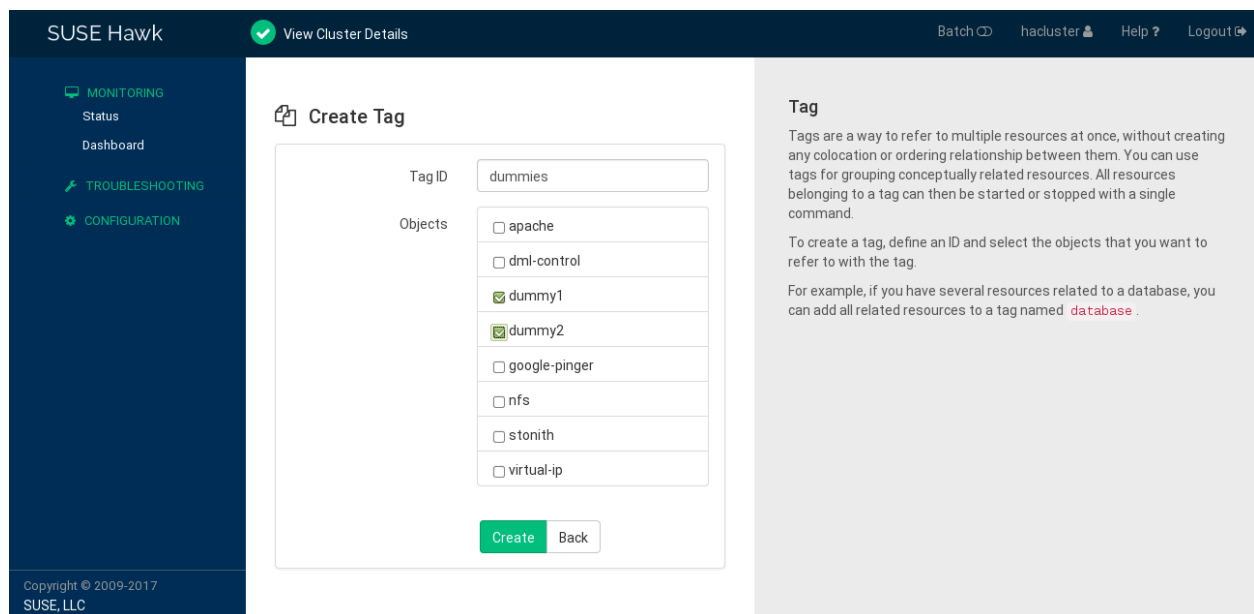 SUSE Hawk
View Cluster Details
Batch
hacluster
Help ?
Logout
MONITORING
Status
Dashboard
TROUBLESHOOTING
CONFIGURATION
Copyright © 2009-2017
SUSE, LLC
Create Tag
Tag ID
dummies
Objects
apache
dml-control
dummy1
dummy2
google-pinger
nfs
stonith
virtual-ip
Create
Back
Tag
Tags are a way to refer to multiple resources at once, without creating
any colocation or ordering relationship between them. You can use
tags for grouping conceptually related resources. All resources
belonging to a tag can then be started or stopped with a single
command.
To create a tag, define an ID and select the objects that you want to
refer to with the tag.
For example, if you have several resources related to a database, you
can add all related resources to a tag named database.